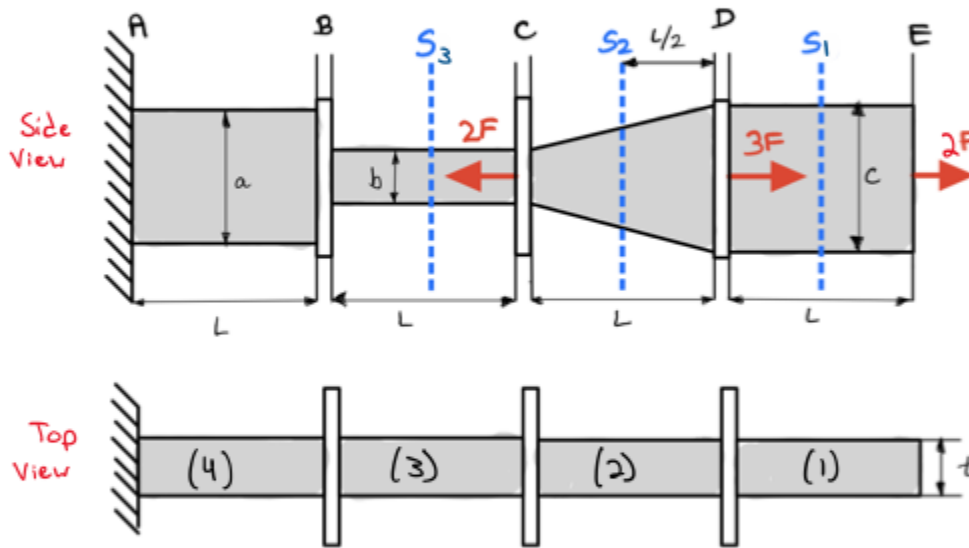 A B C D E
S3 S2 L/2 S1
Side
View
a
b
2F
3F
c
2F
L L L L
Top
View
(4) (3) (2) (1)
t